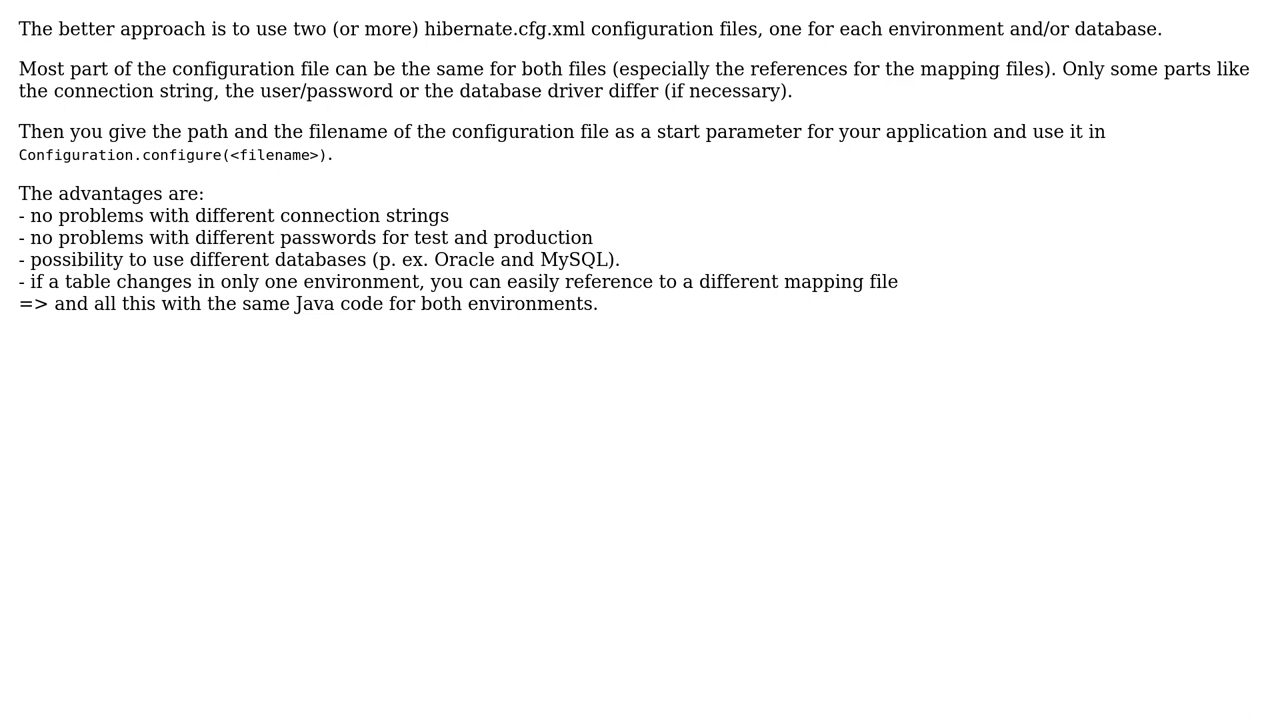 The better approach is to use two (or more) hibernate.cfg.xml configuration files, one for each environment and/or database.
Most part of the configuration file can be the same for both files (especially the references for the mapping files). Only some parts like
the connection string, the user/password or the database driver differ (if necessary).
Then you give the path and the filename of the configuration file as a start parameter for your application and use it in
Configuration.configure(<filename>).
The advantages are:
- no problems with different connection strings
- no problems with different passwords for test and production
- possibility to use different databases (p. ex. Oracle and MySQL).
- if a table changes in only one environment, you can easily reference to a different mapping file
=> and all this with the same Java code for both environments.